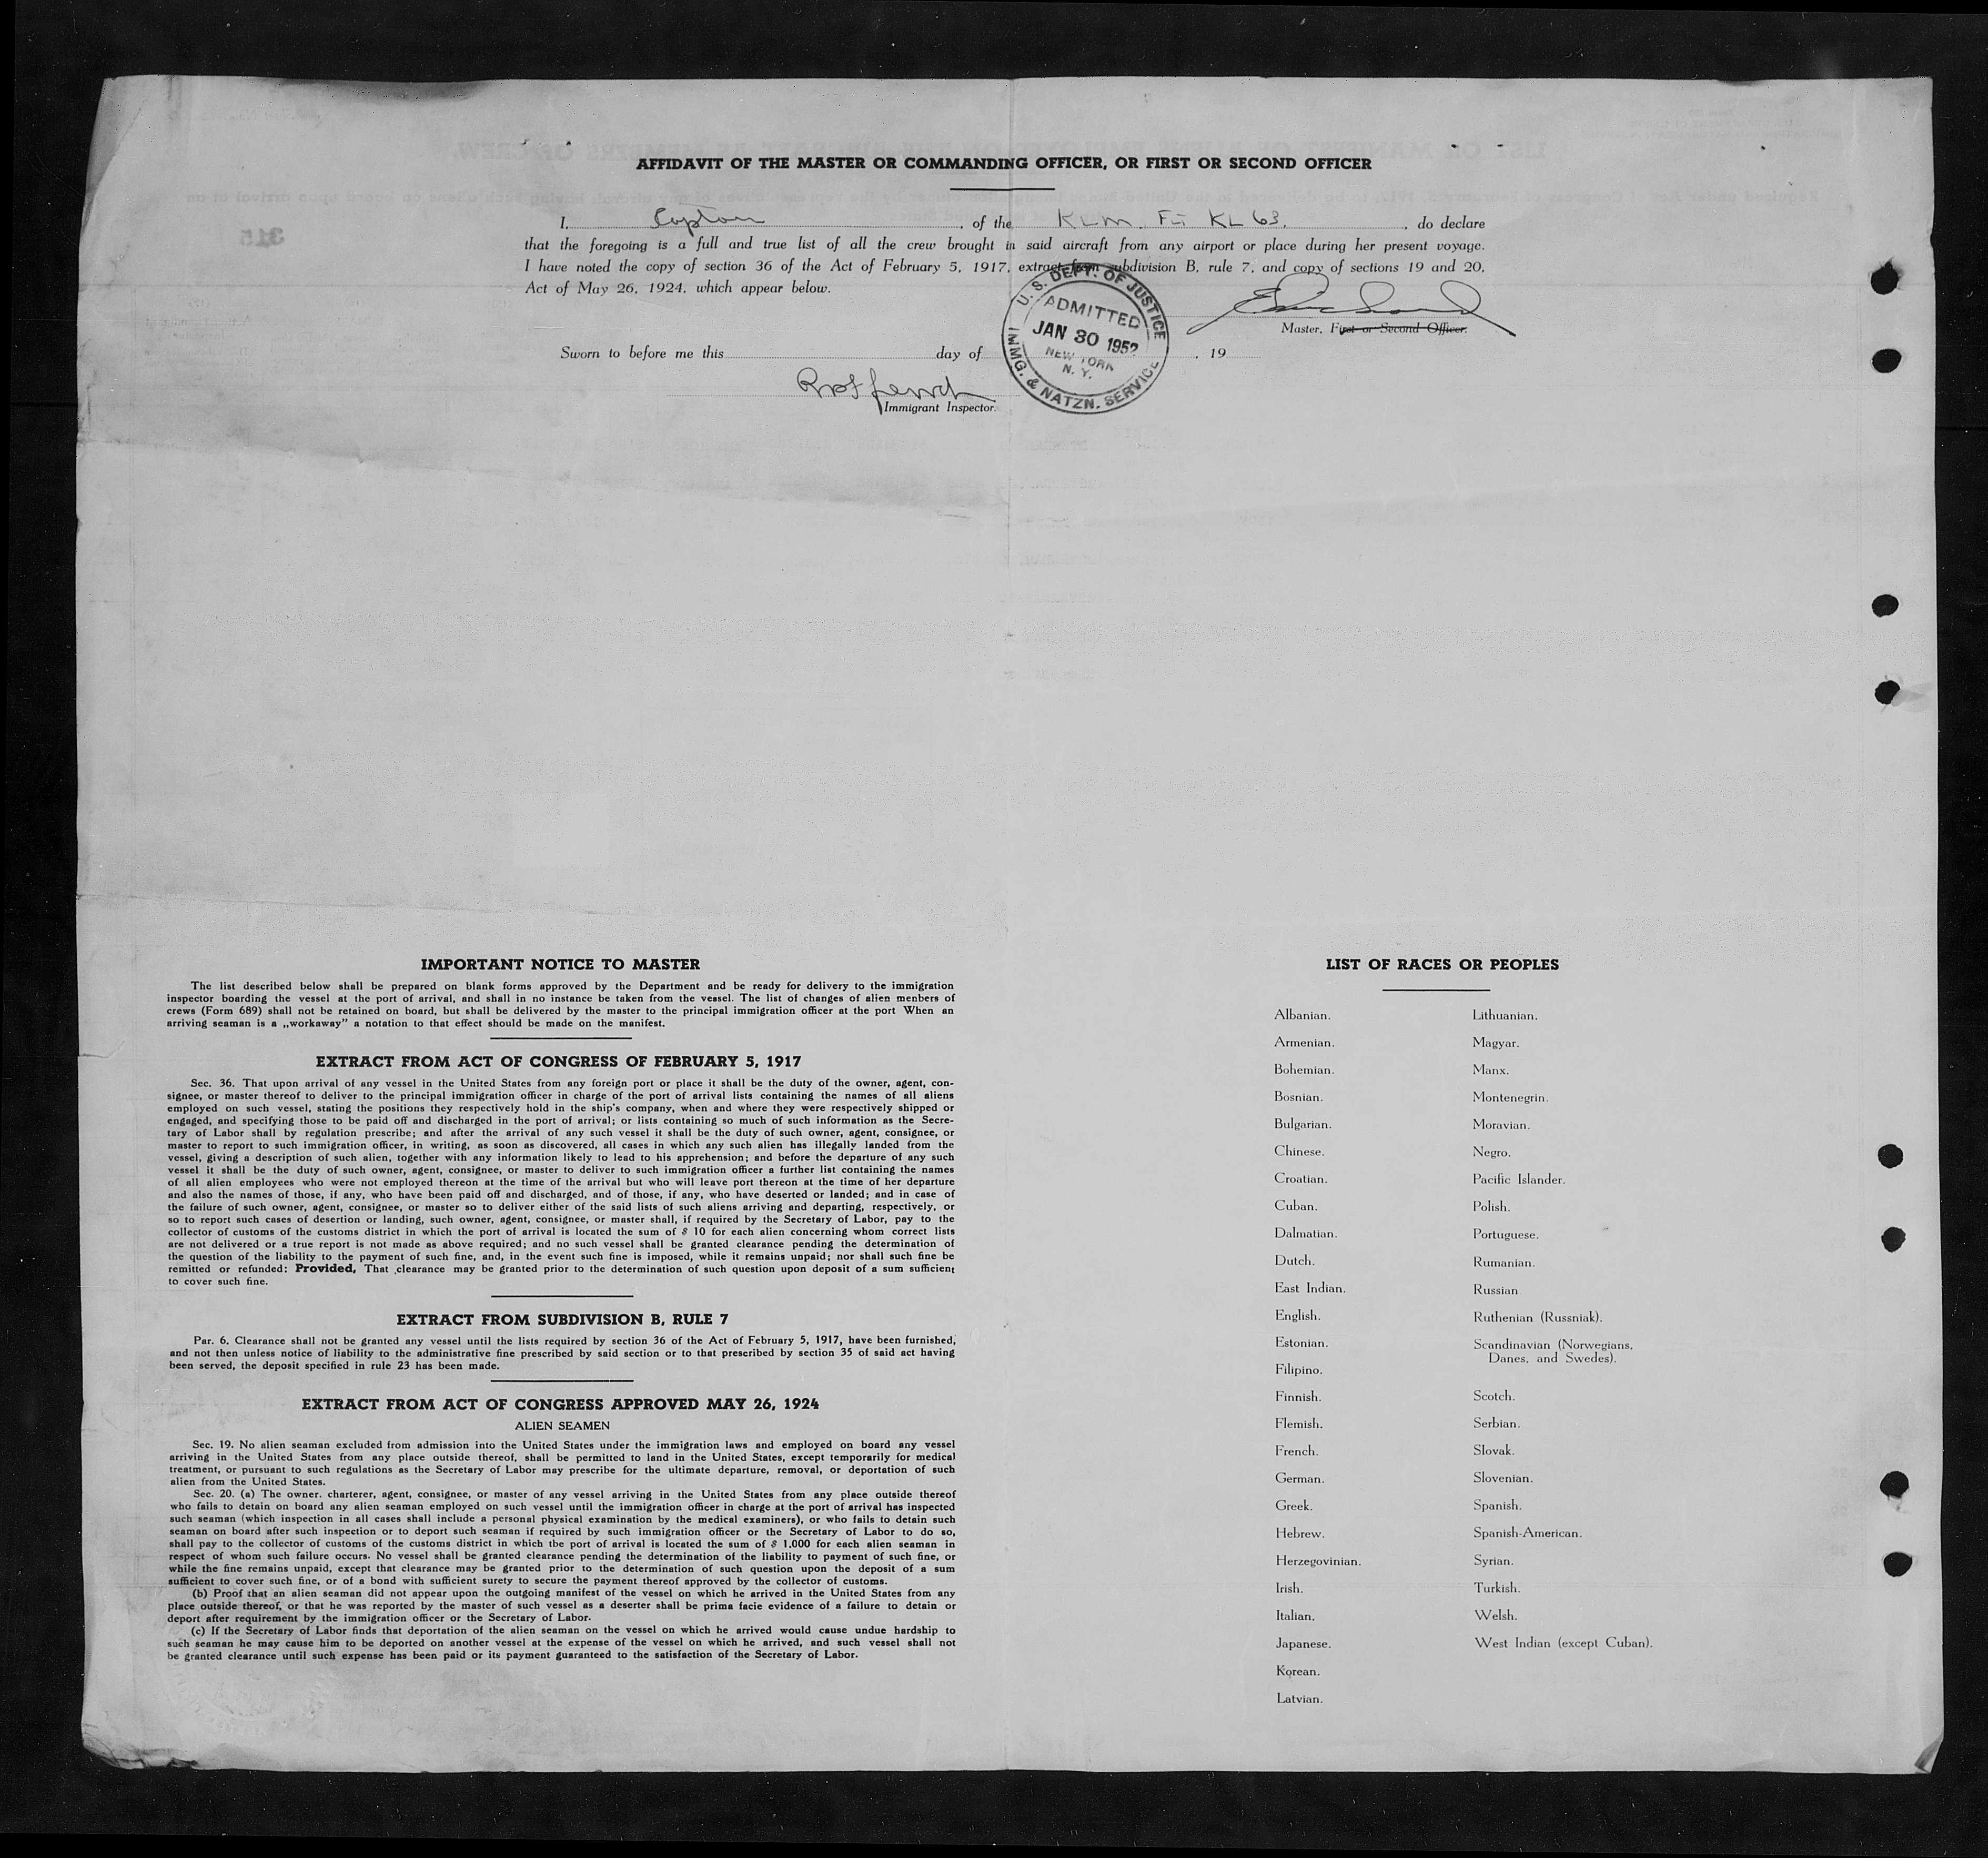 AFFIDAVIT OF THE MASTER OR COMMANDING OFFICER, OR FIRST OR SECOND OFFICER
I, Captain of the KLM. Flt KL 63. , do declare
that the foregoing is a full and true list of all the crew brought in said aircraft from any airport or place during her present voyage.
I have noted the copy of section 36 of the Act of February 5, 1917, extract from subdivision B, rule 7, and copy of sections 19 and 20,
Act of May 26, 1924, which appear below.
Master, First or Second Officer.
Sworn to before me this day of , 19
U.S. DEPT. OF JUSTICE
ADMITTED
JAN 30 1952
NEW YORK
N. Y.
IMMG. & NATZN. SERVICE
Immigrant Inspector.
IMPORTANT NOTICE TO MASTER
The list described below shall be prepared on blank forms approved by the Department and be ready for delivery to the immigration
inspector boarding the vessel at the port of arrival, and shall in no instance be taken from the vessel. The list of changes of alien menbers of
crews (Form 689) shall not be retained on board, but shall be delivered by the master to the principal immigration officer at the port When an
arriving seaman is a „workaway" a notation to that effect should be made on the manifest.
EXTRACT FROM ACT OF CONGRESS OF FEBRUARY 5, 1917
Sec. 36. That upon arrival of any vessel in the United States from any foreign port or place it shall be the duty of the owner, agent, con-
signee, or master thereof to deliver to the principal immigration officer in charge of the port of arrival lists containing the names of all aliens
employed on such vessel, stating the positions they respectively hold in the ship's company, when and where they were respectively shipped or
engaged, and specifying those to be paid off and discharged in the port of arrival; or lists containing so much of such information as the Secre-
tary of Labor shall by regulation prescribe; and after the arrival of any such vessel it shall be the duty of such owner, agent, consignee, or
master to report to such immigration officer, in writing, as soon as discovered, all cases in which any such alien has illegally landed from the
vessel, giving a description of such alien, together with any information likely to lead to his apprehension; and before the departure of any such
vessel it shall be the duty of such owner, agent, consignee, or master to deliver to such immigration officer a further list containing the names
of all alien employees who were not employed thereon at the time of the arrival but who will leave port thereon at the time of her departure
and also the names of those, if any, who have been paid off and discharged, and of those, if any, who have deserted or landed; and in case of
the failure of such owner, agent, consignee, or master so to deliver either of the said lists of such aliens arriving and departing, respectively, or
so to report such cases of desertion or landing, such owner, agent, consignee, or master shall, if required by the Secretary of Labor, pay to the
collector of customs of the customs district in which the port of arrival is located the sum of $ 10 for each alien concerning whom correct lists
are not delivered or a true report is not made as above required; and no such vessel shall be granted clearance pending the determination of
the question of the liability to the payment of such fine, and, in the event such fine is imposed, while it remains unpaid; nor shall such fine be
remitted or refunded: Provided, That clearance may be granted prior to the determination of such question upon deposit of a sum sufficient
to cover such fine.
EXTRACT FROM SUBDIVISION B, RULE 7
Par. 6. Clearance shall not be granted any vessel until the lists required by section 36 of the Act of February 5, 1917, have been furnished,
and not then unless notice of liability to the administrative fine prescribed by said section or to that prescribed by section 35 of said act having
been served, the deposit specified in rule 23 has been made.
EXTRACT FROM ACT OF CONGRESS APPROVED MAY 26, 1924
ALIEN SEAMEN
Sec. 19. No alien seaman excluded from admission into the United States under the immigration laws and employed on board any vessel
arriving in the United States from any place outside thereof, shall be permitted to land in the United States, except temporarily for medical
treatment, or pursuant to such regulations as the Secretary of Labor may prescribe for the ultimate departure, removal, or deportation of such
alien from the United States.
Sec. 20. (a) The owner. charterer, agent, consignee, or master of any vessel arriving in the United States from any place outside thereof
who fails to detain on board any alien seaman employed on such vessel until the immigration officer in charge at the port of arrival has inspected
such seaman (which inspection in all cases shall include a personal physical examination by the medical examiners), or who fails to detain such
seaman on board after such inspection or to deport such seaman if required by such immigration officer or the Secretary of Labor to do so,
shall pay to the collector of customs of the customs district in which the port of arrival is located the sum of $ 1,000 for each alien seaman in
respect of whom such failure occurs. No vessel shall be granted clearance pending the determination of the liability to payment of such fine, or
while the fine remains unpaid, except that clearance may be granted prior to the determination of such question upon the deposit of a sum
sufficient to cover such fine, or of a bond with sufficient surety to secure the payment thereof approved by the collector of customs.
(b) Proof that an alien seaman did not appear upon the outgoing manifest of the vessel on which he arrived in the United States from any
place outside thereof, or that he was reported by the master of such vessel as a deserter shall be prima facie evidence of a failure to detain or
deport after requirement by the immigration officer or the Secretary of Labor.
(c) If the Secretary of Labor finds that deportation of the alien seaman on the vessel on which he arrived would cause undue hardship to
such seaman he may cause him to be deported on another vessel at the expense of the vessel on which he arrived, and such vessel shall not
be granted clearance until such expense has been paid or its payment guaranteed to the satisfaction of the Secretary of Labor.
LIST OF RACES OR PEOPLES
Albanian.
Armenian.
Bohemian.
Bosnian.
Bulgarian.
Chinese.
Croatian.
Cuban.
Dalmatian.
Dutch.
East Indian.
English.
Estonian.
Filipino.
Finnish.
Flemish.
French.
German.
Greek.
Hebrew.
Herzegovinian.
Irish.
Italian.
Japanese.
Korean.
Latvian.
Lithuanian.
Magyar.
Manx.
Montenegrin.
Moravian.
Negro.
Pacific Islander.
Polish.
Portuguese.
Rumanian.
Russian
Ruthenian (Russniak).
Scandinavian (Norwegians,
Danes, and Swedes).
Scotch.
Serbian.
Slovak.
Slovenian.
Spanish.
Spanish-American.
Syrian.
Turkish.
Welsh.
West Indian (except Cuban).